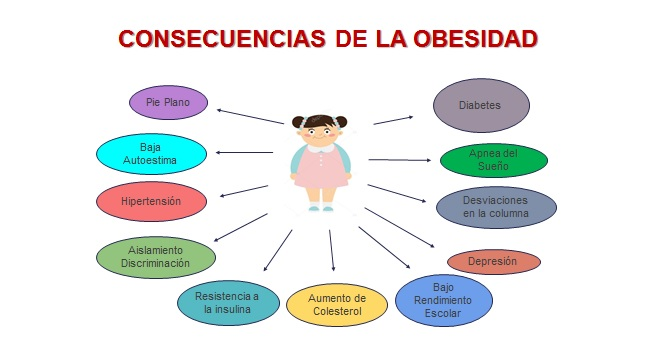 CONSECUENCIAS DE LA OBESIDAD
Pie Plano
Diabetes
Baja
Autoestima
Apnea del
Sueño
Hipertensión
Desviaciones
en la columna
Aislamiento
Discriminación
Depresión
Resistencia a
la insulina
Aumento de
Colesterol
Bajo
Rendimiento
Escolar